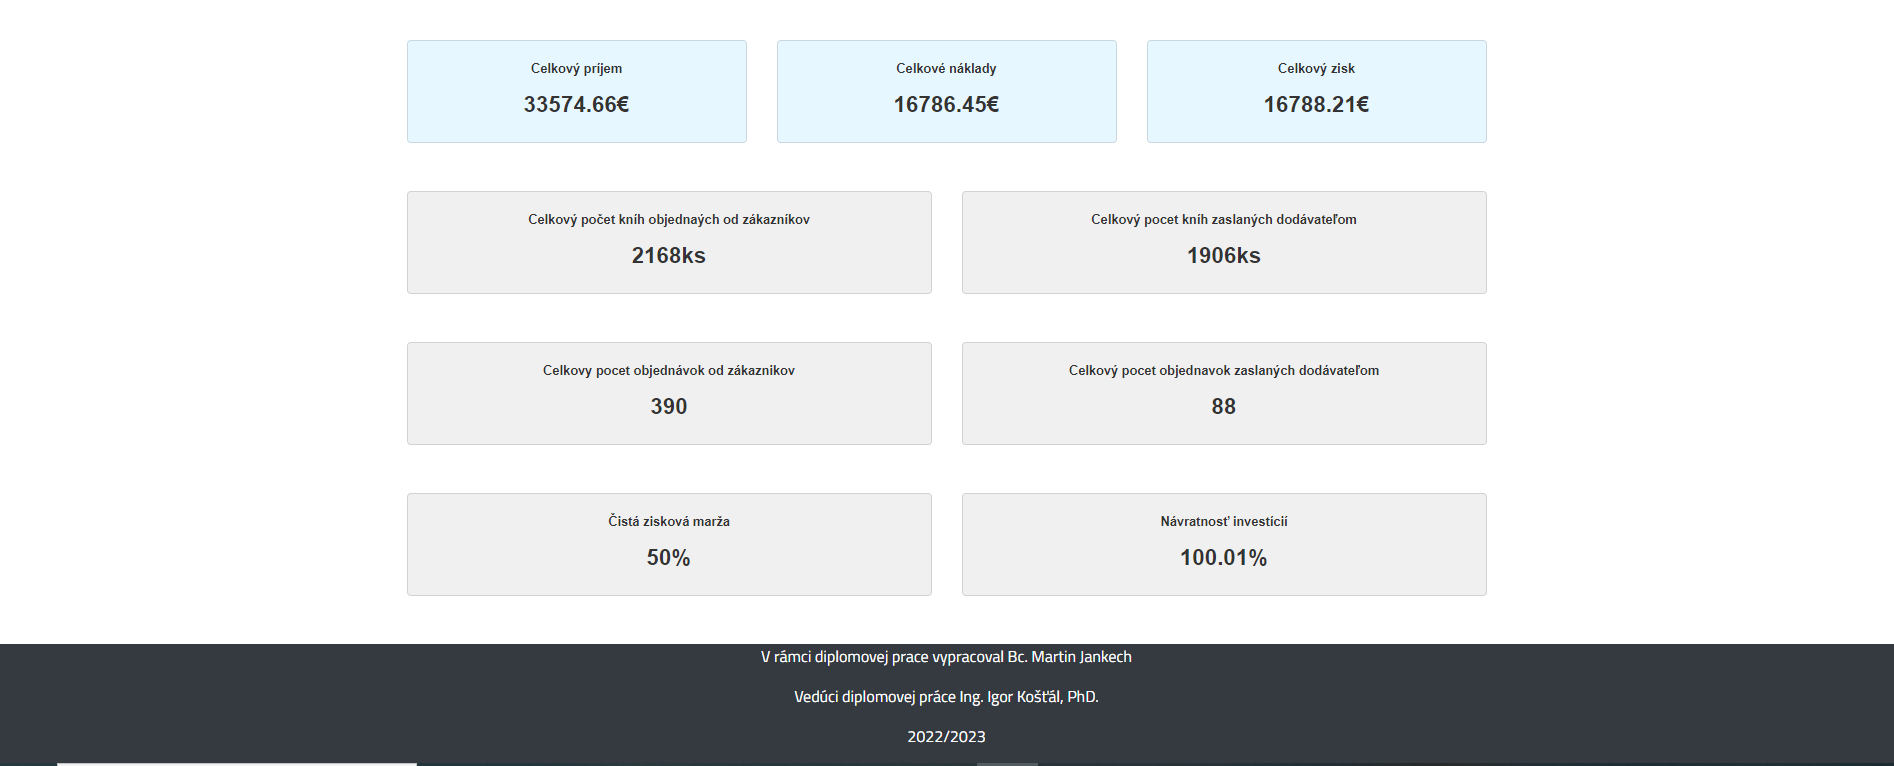 Celkový príjem
33574.66€
Celkové náklady
16786.45€
Celkový zisk
16788.21€
Celkový počet kníh objednaých od zákazníkov
2168ks
Celkový pocet kníh zaslaných dodávateľom
1906ks
Celkovy pocet objednávok od zákaznikov
390
Celkový pocet objednavok zaslaných dodávateľom
88
Čistá zisková marža
50%
Návratnosť investícií
100.01%
V rámci diplomovej prace vypracoval Bc. Martin Jankech
Vedúci diplomovej práce Ing. Igor Košťál, PhD.
2022/2023